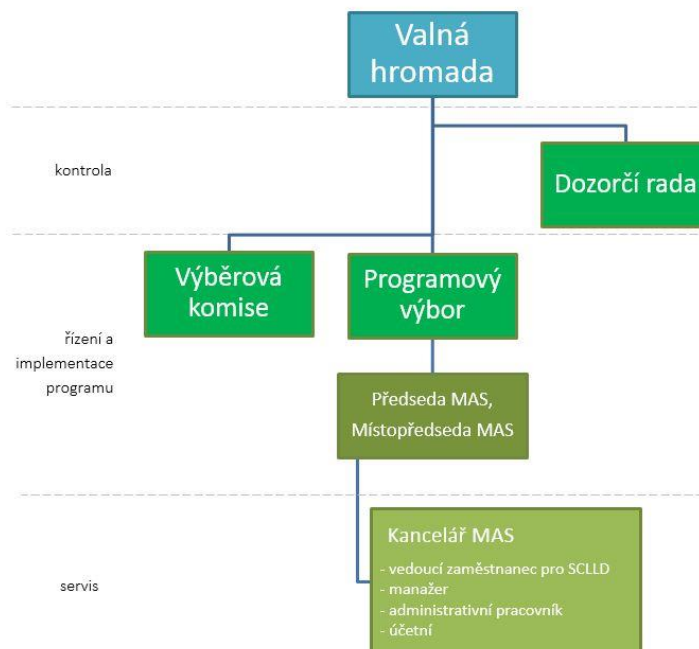 Valná
hromada
kontrola
Dozorčí rada
Výběrová
komise
Programový
výbor
řízení a
implementace
programu
Předseda MAS,
Místopředseda MAS
Kancelář MAS
- vedoucí zaměstnanec pro SCLLD
- manažer
- administrativní pracovník
- účetní
servis